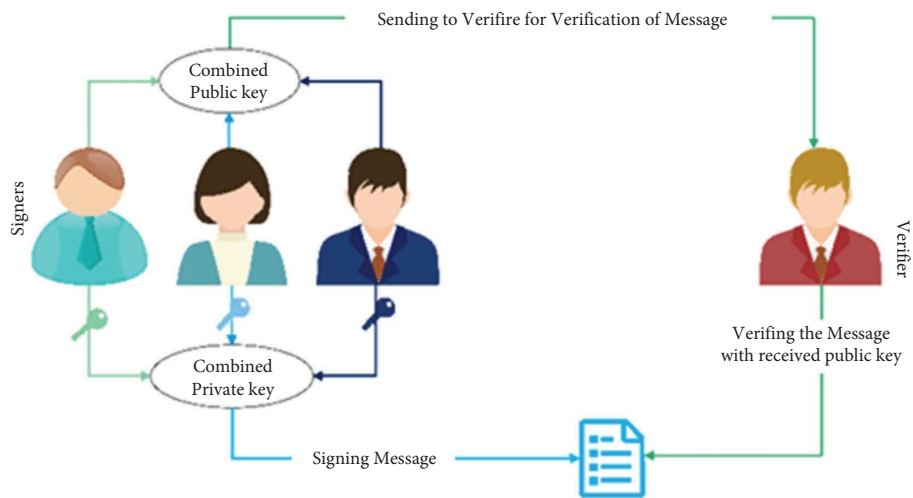 Sending to Verifire for Verification of Message
Combined
Public key
Signers
Verifier
Verifing the Message
with received public key
Combined
Private key
Signing Message